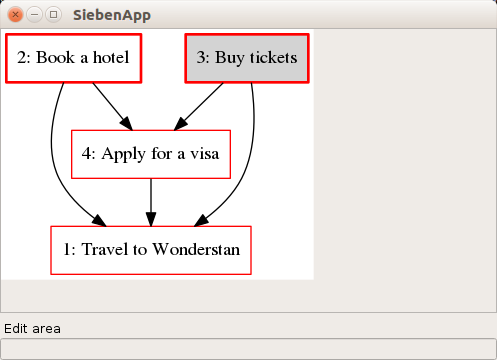 SiebenApp
2: Book a hotel
3: Buy tickets
4: Apply for a visa
1: Travel to Wonderstan
Edit area